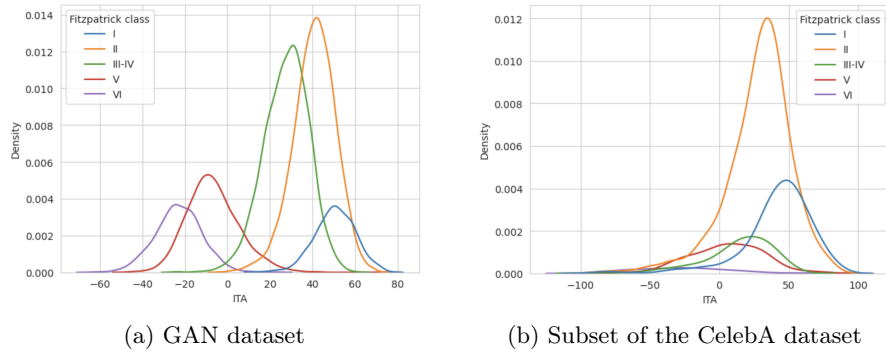 Fitzpatrick class
I
II
III-IV
V
VI
0.014
0.012
0.010
0.008
0.006
0.004
0.002
0.000
Density
−60 −40 −20 0 20 40 60 80
ITA
(a) GAN dataset
Fitzpatrick class
I
II
III-IV
V
VI
0.012
0.010
0.008
0.006
0.004
0.002
0.000
Density
−100 −50 0 50 100
ITA
(b) Subset of the CelebA dataset